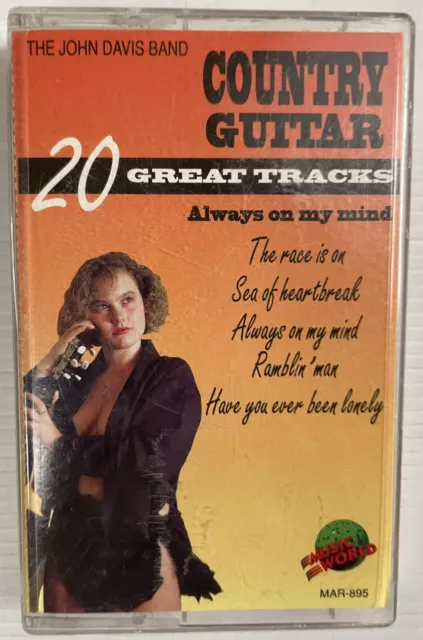 THE JOHN DAVIS BAND
COUNTRY
GUITAR
20 GREAT TRACKS
Always on my mind
The race is on
Sea of heartbreak
Always on my mind
Ramblin' man
Have you ever been lonely
MUSIC
WORLD
MAR-895